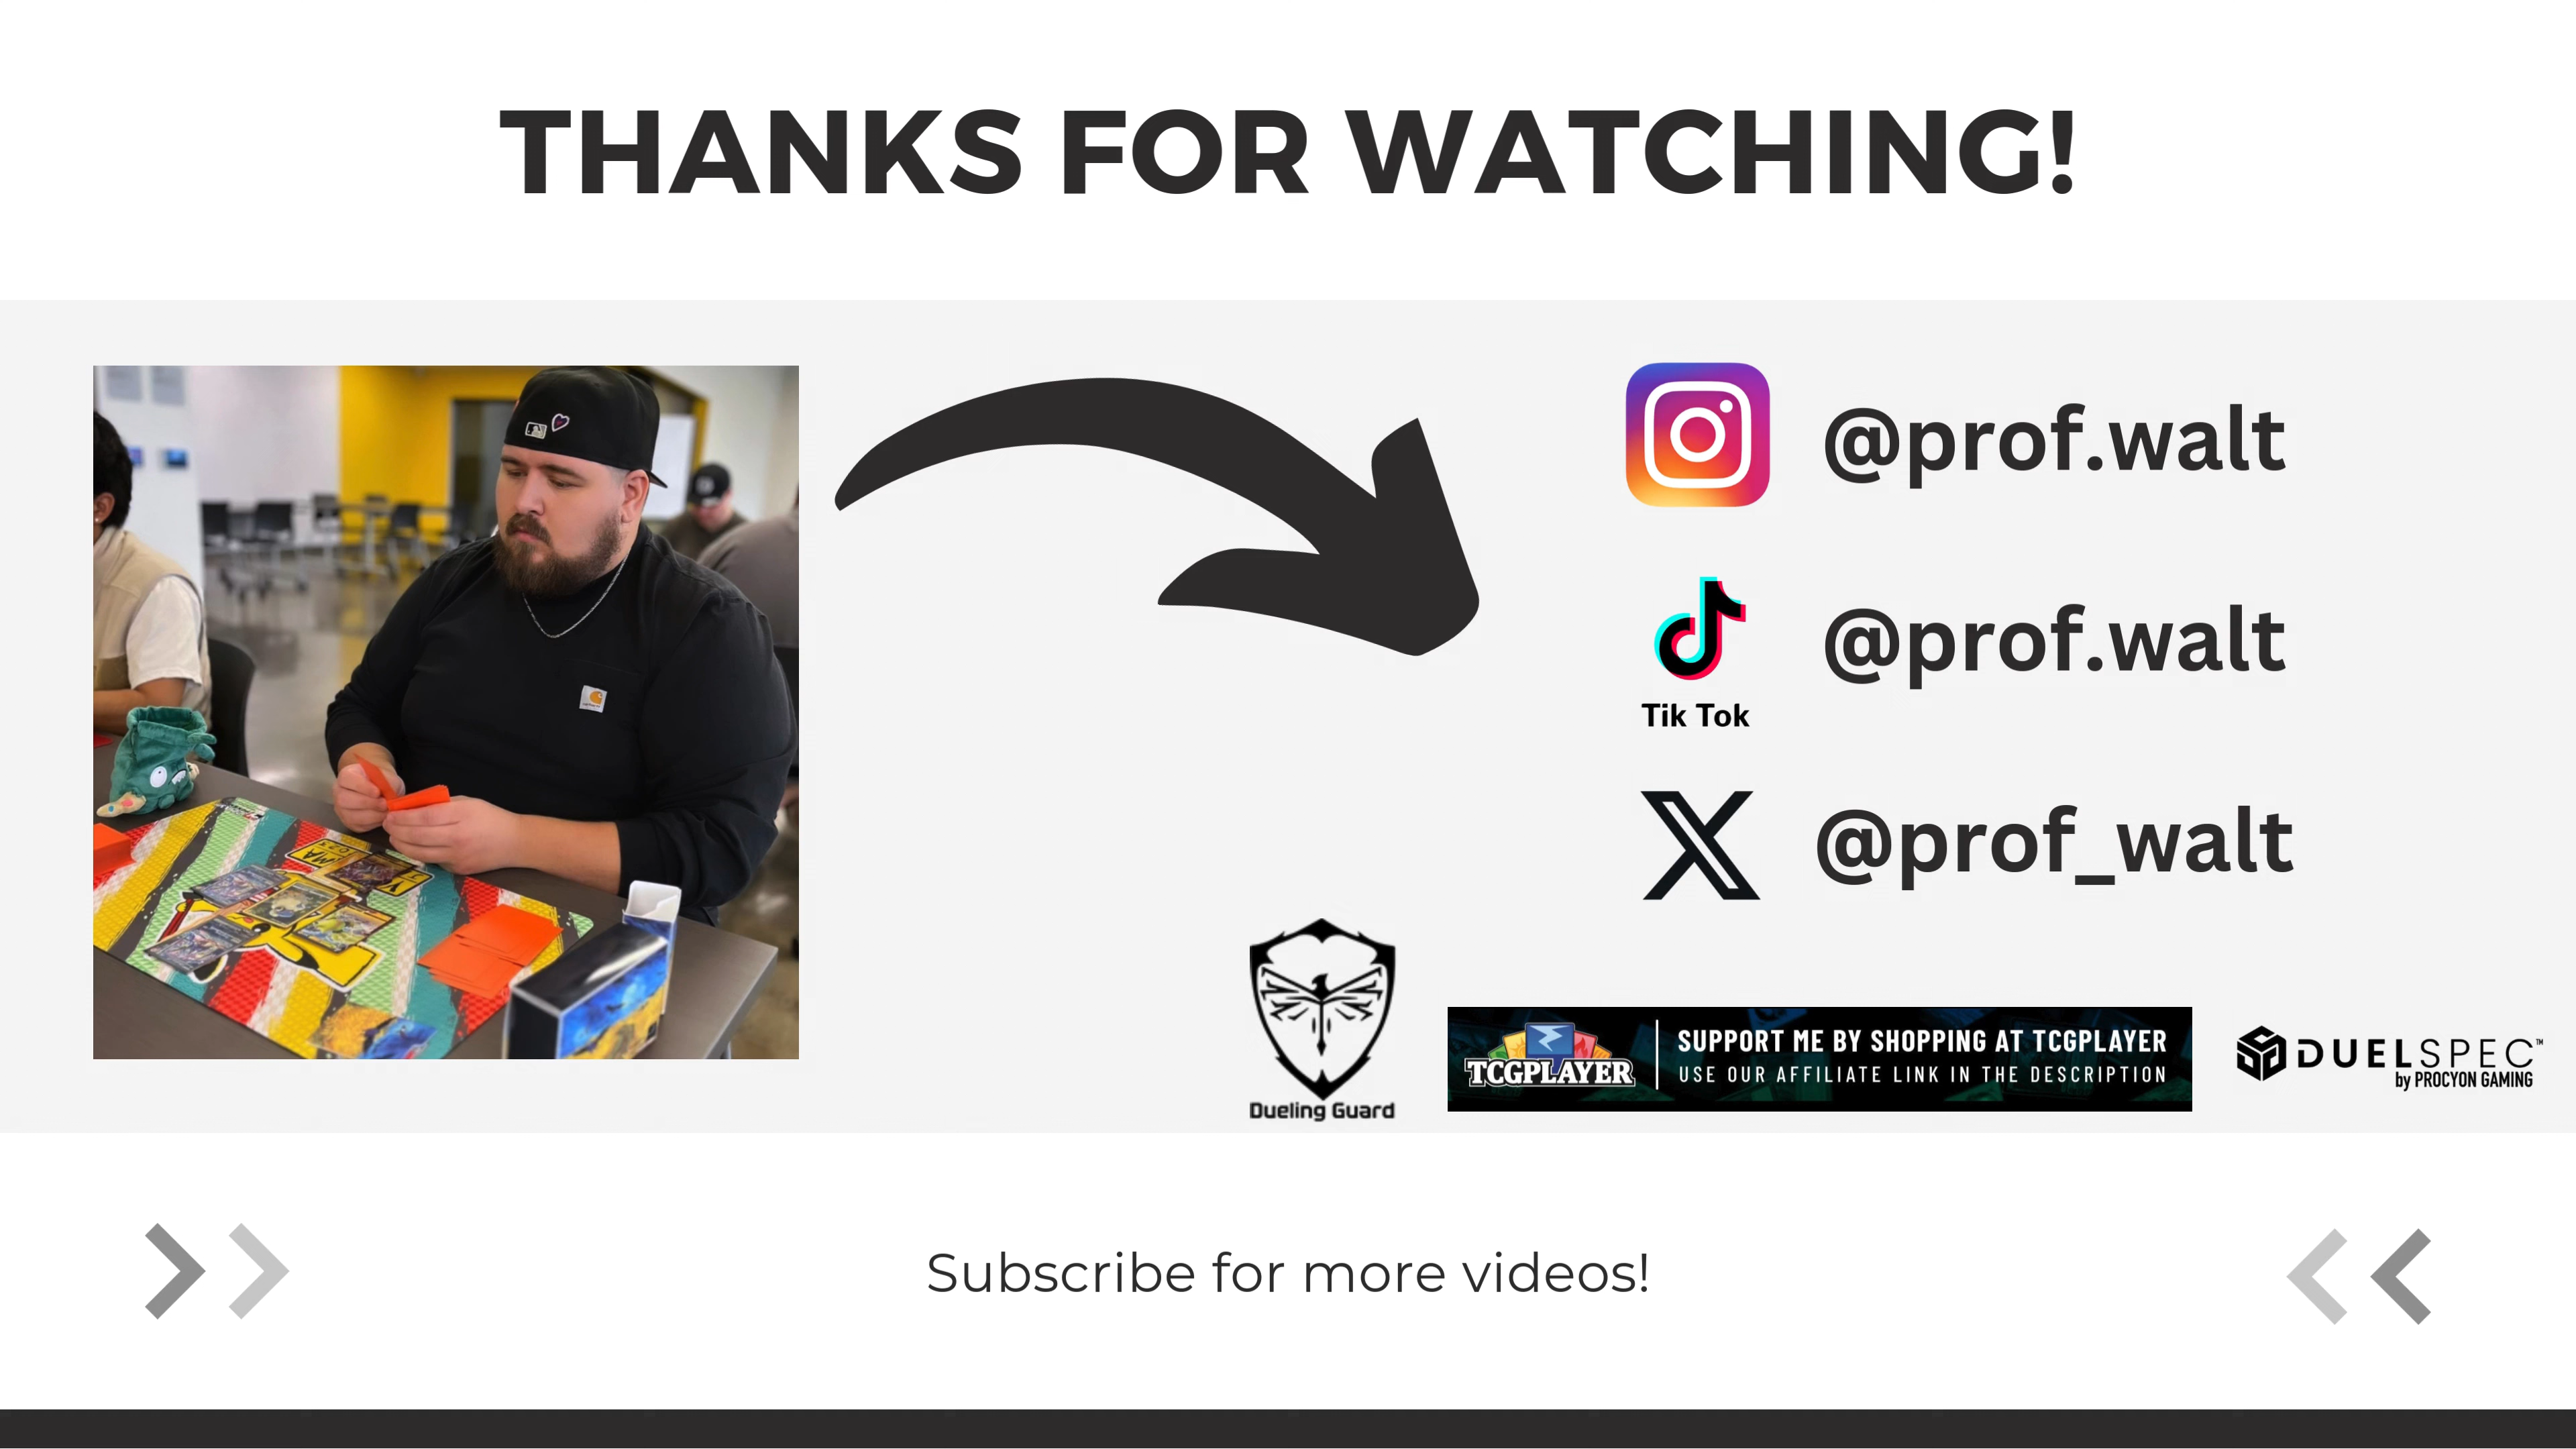 THANKS FOR WATCHING!
@prof.walt
@prof.walt
Tik Tok
@prof_walt
Dueling Guard
TCGPLAYER
SUPPORT ME BY SHOPPING AT TCGPLAYER
USE OUR AFFILIATE LINK IN THE DESCRIPTION
DUELSPEC™
by PROCYON GAMING
Subscribe for more videos!